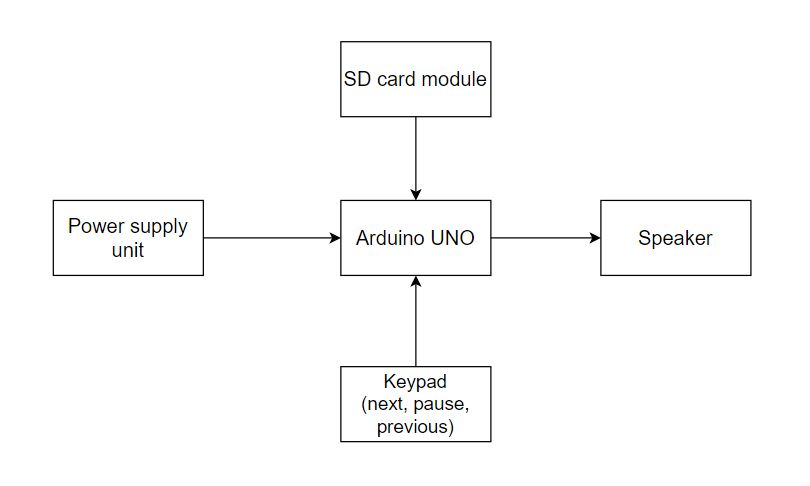 SD card module
Power supply
unit
Arduino UNO
Speaker
Keypad
(next, pause,
previous)